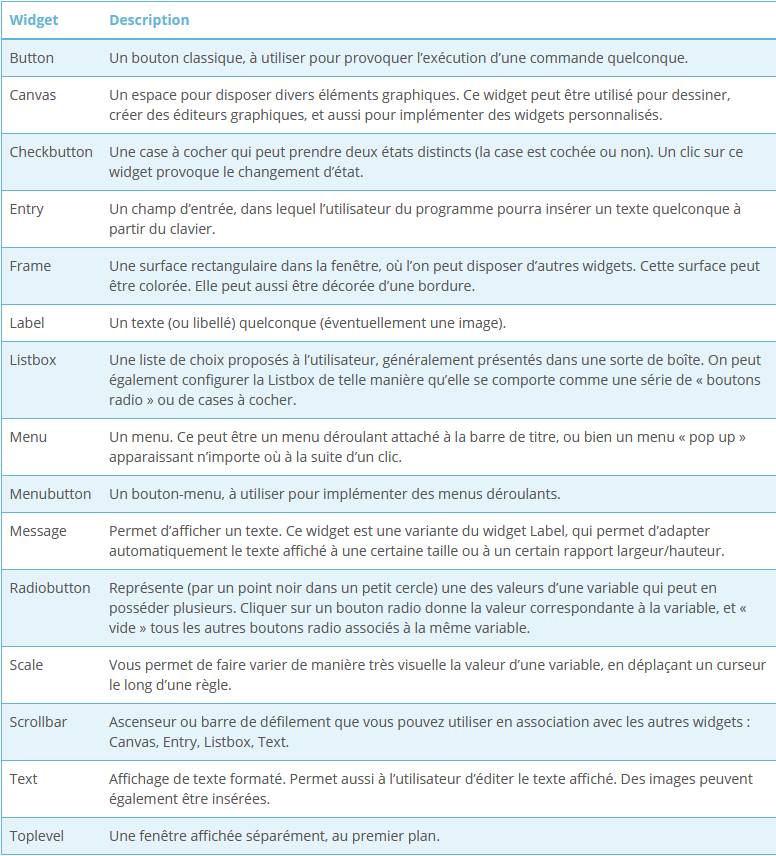 Widget Description
Button Un bouton classique, à utiliser pour provoquer l’exécution d’une commande quelconque.
Canvas Un espace pour disposer divers éléments graphiques. Ce widget peut être utilisé pour dessiner,
créer des éditeurs graphiques, et aussi pour implémenter des widgets personnalisés.
Checkbutton Une case à cocher qui peut prendre deux états distincts (la case est cochée ou non). Un clic sur ce
widget provoque le changement d’état.
Entry Un champ d’entrée, dans lequel l’utilisateur du programme pourra insérer un texte quelconque à
partir du clavier.
Frame Une surface rectangulaire dans la fenêtre, où l’on peut disposer d’autres widgets. Cette surface peut
être colorée. Elle peut aussi être décorée d’une bordure.
Label Un texte (ou libellé) quelconque (éventuellement une image).
Listbox Une liste de choix proposés à l’utilisateur, généralement présentés dans une sorte de boîte. On peut
également configurer la Listbox de telle manière qu’elle se comporte comme une série de « boutons
radio » ou de cases à cocher.
Menu Un menu. Ce peut être un menu déroulant attaché à la barre de titre, ou bien un menu « pop up »
apparaissant n’importe où à la suite d’un clic.
Menubutton Un bouton-menu, à utiliser pour implémenter des menus déroulants.
Message Permet d’afficher un texte. Ce widget est une variante du widget Label, qui permet d’adapter
automatiquement le texte affiché à une certaine taille ou à un certain rapport largeur/hauteur.
Radiobutton Représente (par un point noir dans un petit cercle) une des valeurs d’une variable qui peut en
posséder plusieurs. Cliquer sur un bouton radio donne la valeur correspondante à la variable, et «
vide » tous les autres boutons radio associés à la même variable.
Scale Vous permet de faire varier de manière très visuelle la valeur d’une variable, en déplaçant un curseur
le long d’une règle.
Scrollbar Ascenseur ou barre de défilement que vous pouvez utiliser en association avec les autres widgets :
Canvas, Entry, Listbox, Text.
Text Affichage de texte formaté. Permet aussi à l’utilisateur d’éditer le texte affiché. Des images peuvent
également être insérées.
Toplevel Une fenêtre affichée séparément, au premier plan.